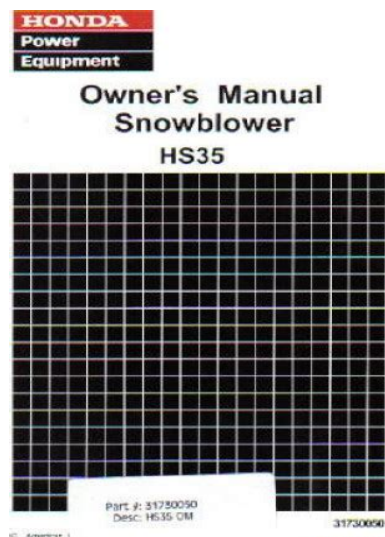 HONDA
Power
Equipment
Owner's Manual
Snowblower
HS35
Part #: 31730050
Desc: HS35 OM
31730050